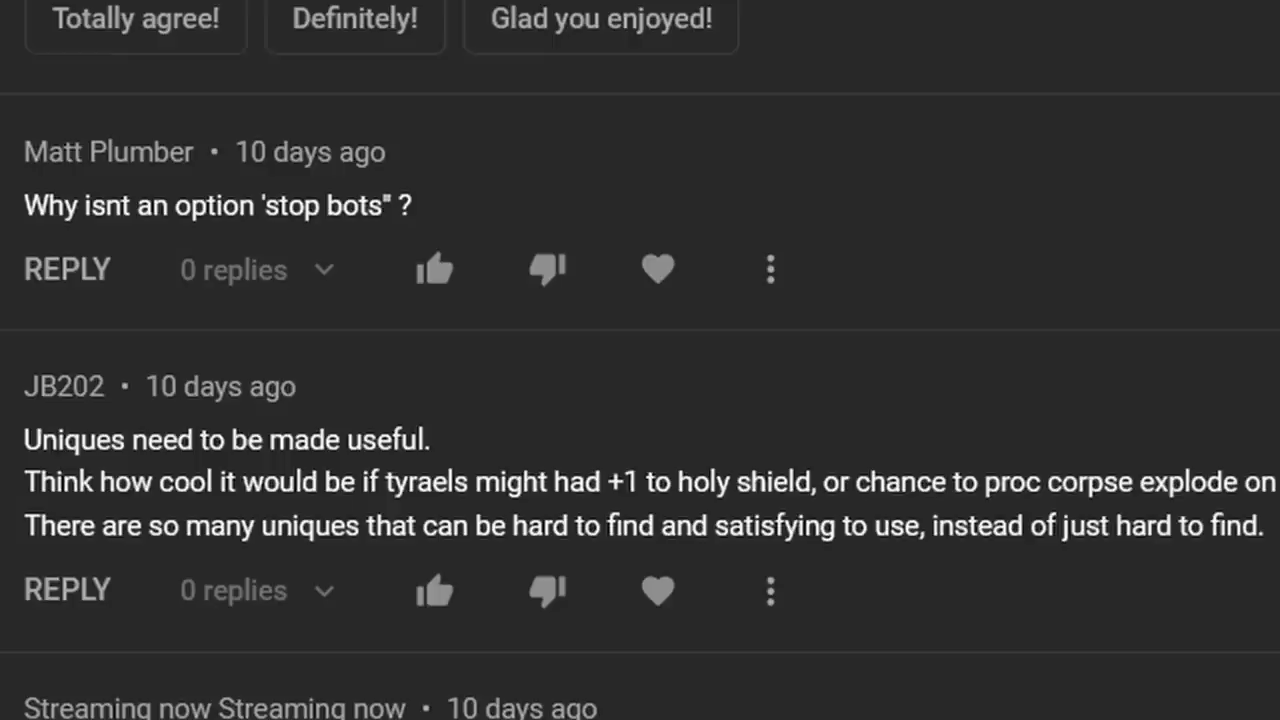 Totally agree! Definitely! Glad you enjoyed!
Matt Plumber • 10 days ago
Why isnt an option 'stop bots" ?
REPLY 0 replies
JB202 • 10 days ago
Uniques need to be made useful.
Think how cool it would be if tyraels might had +1 to holy shield, or chance to proc corpse explode on
There are so many uniques that can be hard to find and satisfying to use, instead of just hard to find.
REPLY 0 replies
Streaming now Streaming now • 10 days ago